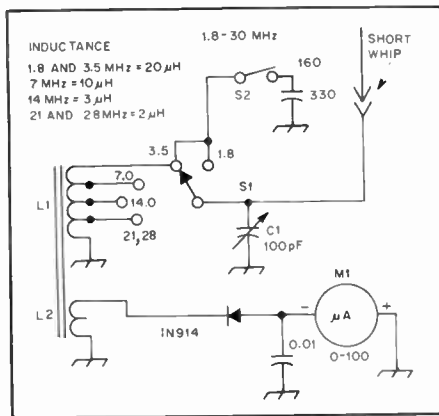 INDUCTANCE
1.8 AND 3.5 MHz = 20 μH
7 MHz = 10 μH
14 MHz = 3 μH
21 AND 28 MHz = 2 μH
1.8-30 MHz
SHORT
WHIP
160
S2
330
3.5
1.8
S1
7.0
14.0
21,28
L1
C1
100pF
L2
IN914
0.01
M1
-
+
μA
0-100